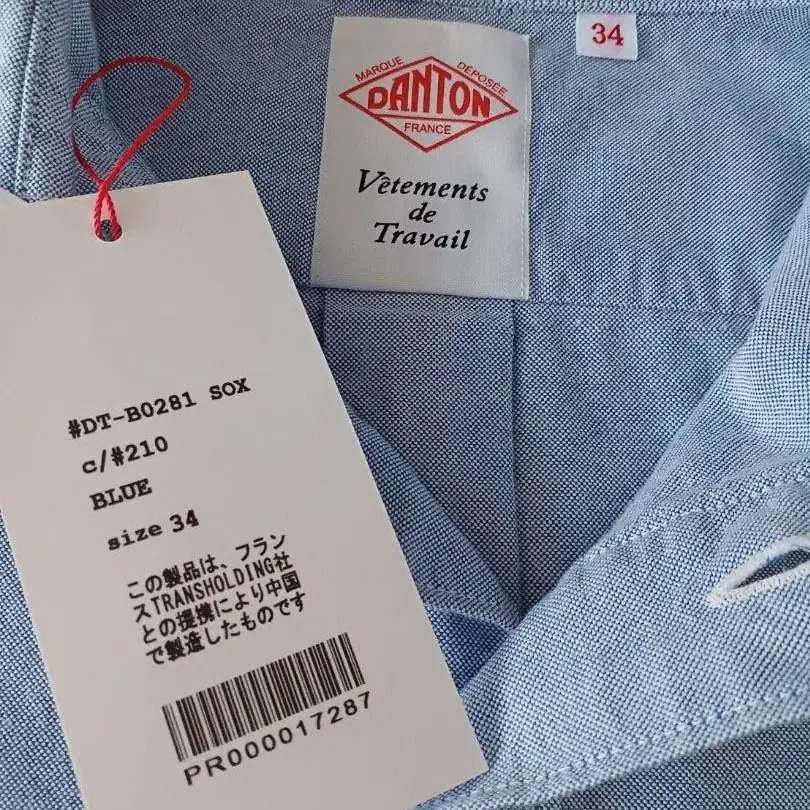 MARQUE DÉPOSÉE
DANTON
FRANCE
Vêtements
de
Travail
34
#DT-B0281 SOX
c/#210
BLUE
size 34
この製品は、フラン
スTRANSHOLDING社
との提携により中国
で製造したものです
PR000017287